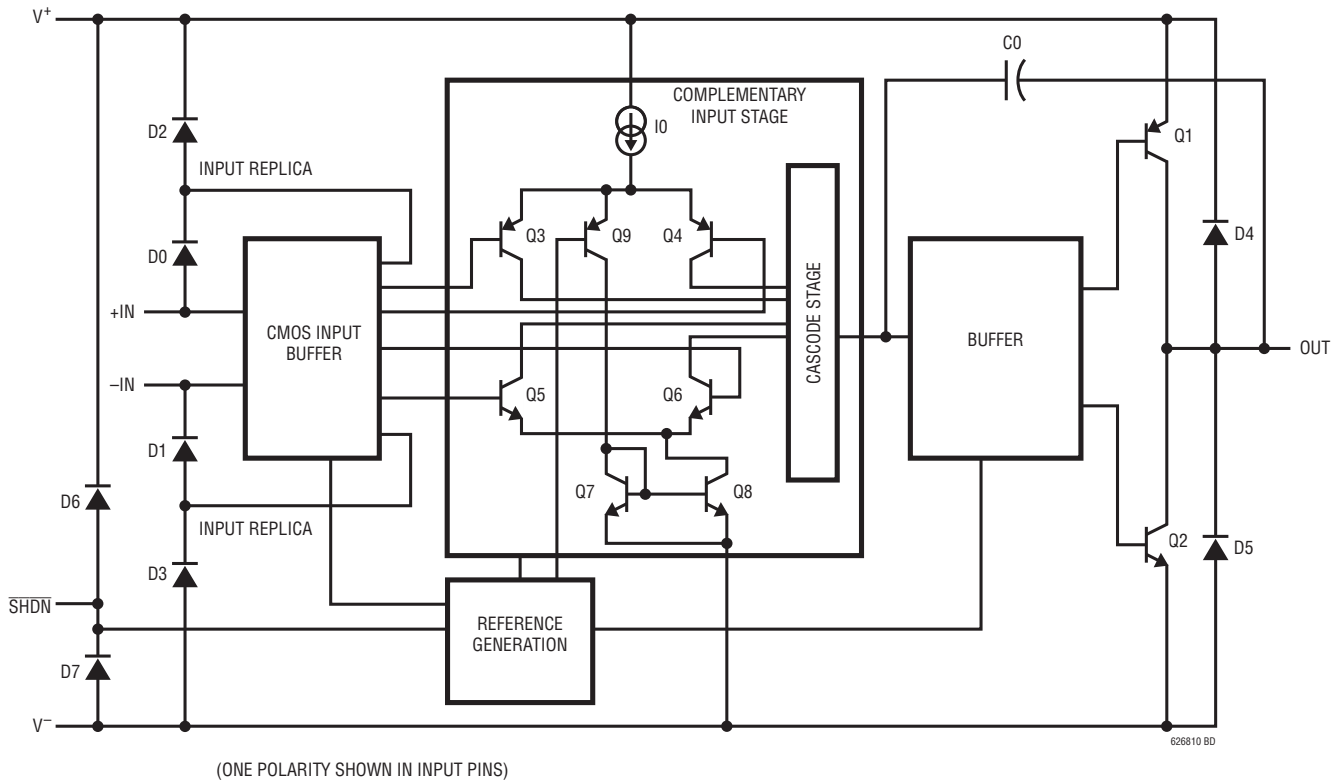 V+
C0
COMPLEMENTARY
INPUT STAGE
I0
D2
Q1
INPUT REPLICA
Q3
Q9
Q4
D4
D0
+IN
CMOS INPUT
BUFFER
CASCODE STAGE
BUFFER
OUT
–IN
Q5
Q6
D1
Q7
Q8
D6
INPUT REPLICA
Q2
D5
D3
SHDN
REFERENCE
GENERATION
D7
V–
626810 BD
(ONE POLARITY SHOWN IN INPUT PINS)